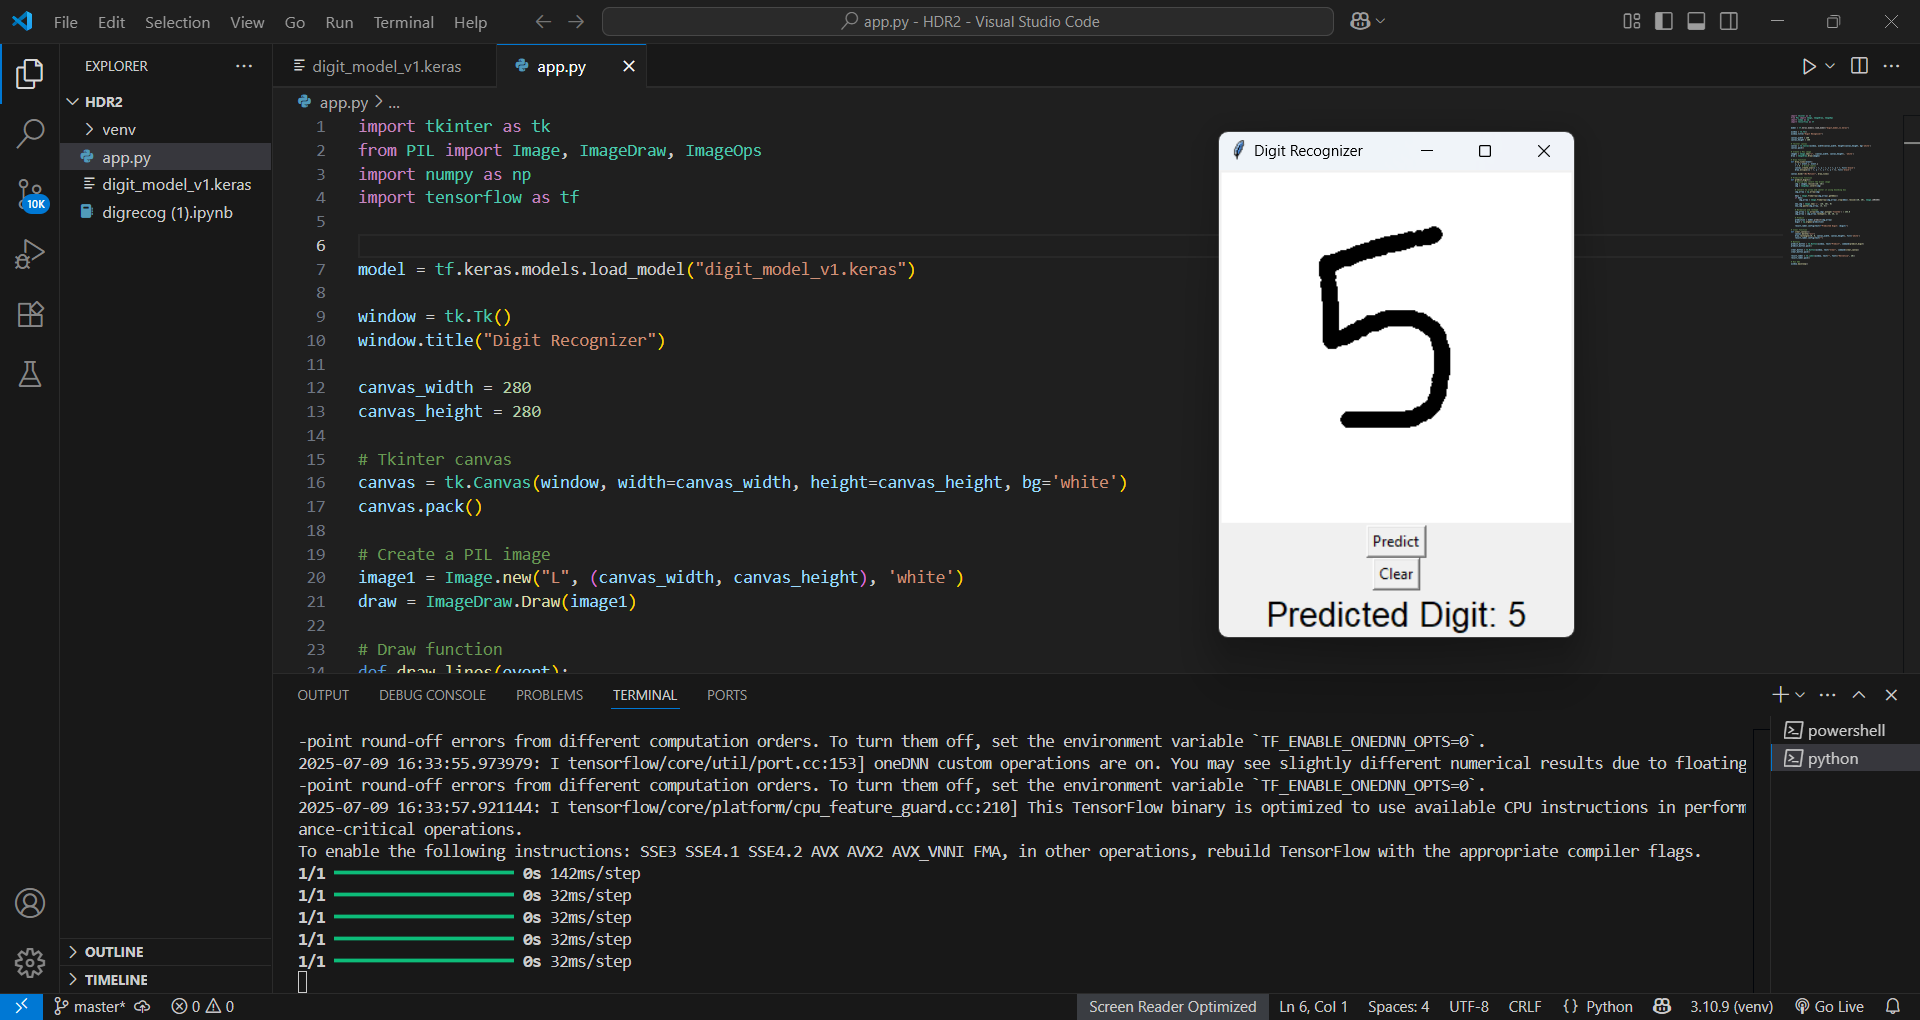 File Edit Selection View Go Run Terminal Help
app.py - HDR2 - Visual Studio Code
EXPLORER
HDR2
venv
app.py
digit_model_v1.keras
digrecog (1).ipynb
10K
OUTLINE
TIMELINE
digit_model_v1.keras
app.py
app.py > ...
1 import tkinter as tk
2 from PIL import Image, ImageDraw, ImageOps
3 import numpy as np
4 import tensorflow as tf
5
6
7 model = tf.keras.models.load_model("digit_model_v1.keras")
8
9 window = tk.Tk()
10 window.title("Digit Recognizer")
11
12 canvas_width = 280
13 canvas_height = 280
14
15 # Tkinter canvas
16 canvas = tk.Canvas(window, width=canvas_width, height=canvas_height, bg='white')
17 canvas.pack()
18
19 # Create a PIL image
20 image1 = Image.new("L", (canvas_width, canvas_height), 'white')
21 draw = ImageDraw.Draw(image1)
22
23 # Draw function
24 def draw_lines(event):
Digit Recognizer
5
Predict
Clear
Predicted Digit: 5
OUTPUT DEBUG CONSOLE PROBLEMS TERMINAL PORTS
-point round-off errors from different computation orders. To turn them off, set the environment variable `TF_ENABLE_ONEDNN_OPTS=0`.
2025-07-09 16:33:55.973979: I tensorflow/core/util/port.cc:153] oneDNN custom operations are on. You may see slightly different numerical results due to floating
-point round-off errors from different computation orders. To turn them off, set the environment variable `TF_ENABLE_ONEDNN_OPTS=0`.
2025-07-09 16:33:57.921144: I tensorflow/core/platform/cpu_feature_guard.cc:210] This TensorFlow binary is optimized to use available CPU instructions in perform
ance-critical operations.
To enable the following instructions: SSE3 SSE4.1 SSE4.2 AVX AVX2 AVX_VNNI FMA, in other operations, rebuild TensorFlow with the appropriate compiler flags.
1/1 0s 142ms/step
1/1 0s 32ms/step
1/1 0s 32ms/step
1/1 0s 32ms/step
1/1 0s 32ms/step
powershell
python
master* 0 0 Screen Reader Optimized Ln 6, Col 1 Spaces: 4 UTF-8 CRLF {} Python 3.10.9 (venv) Go Live